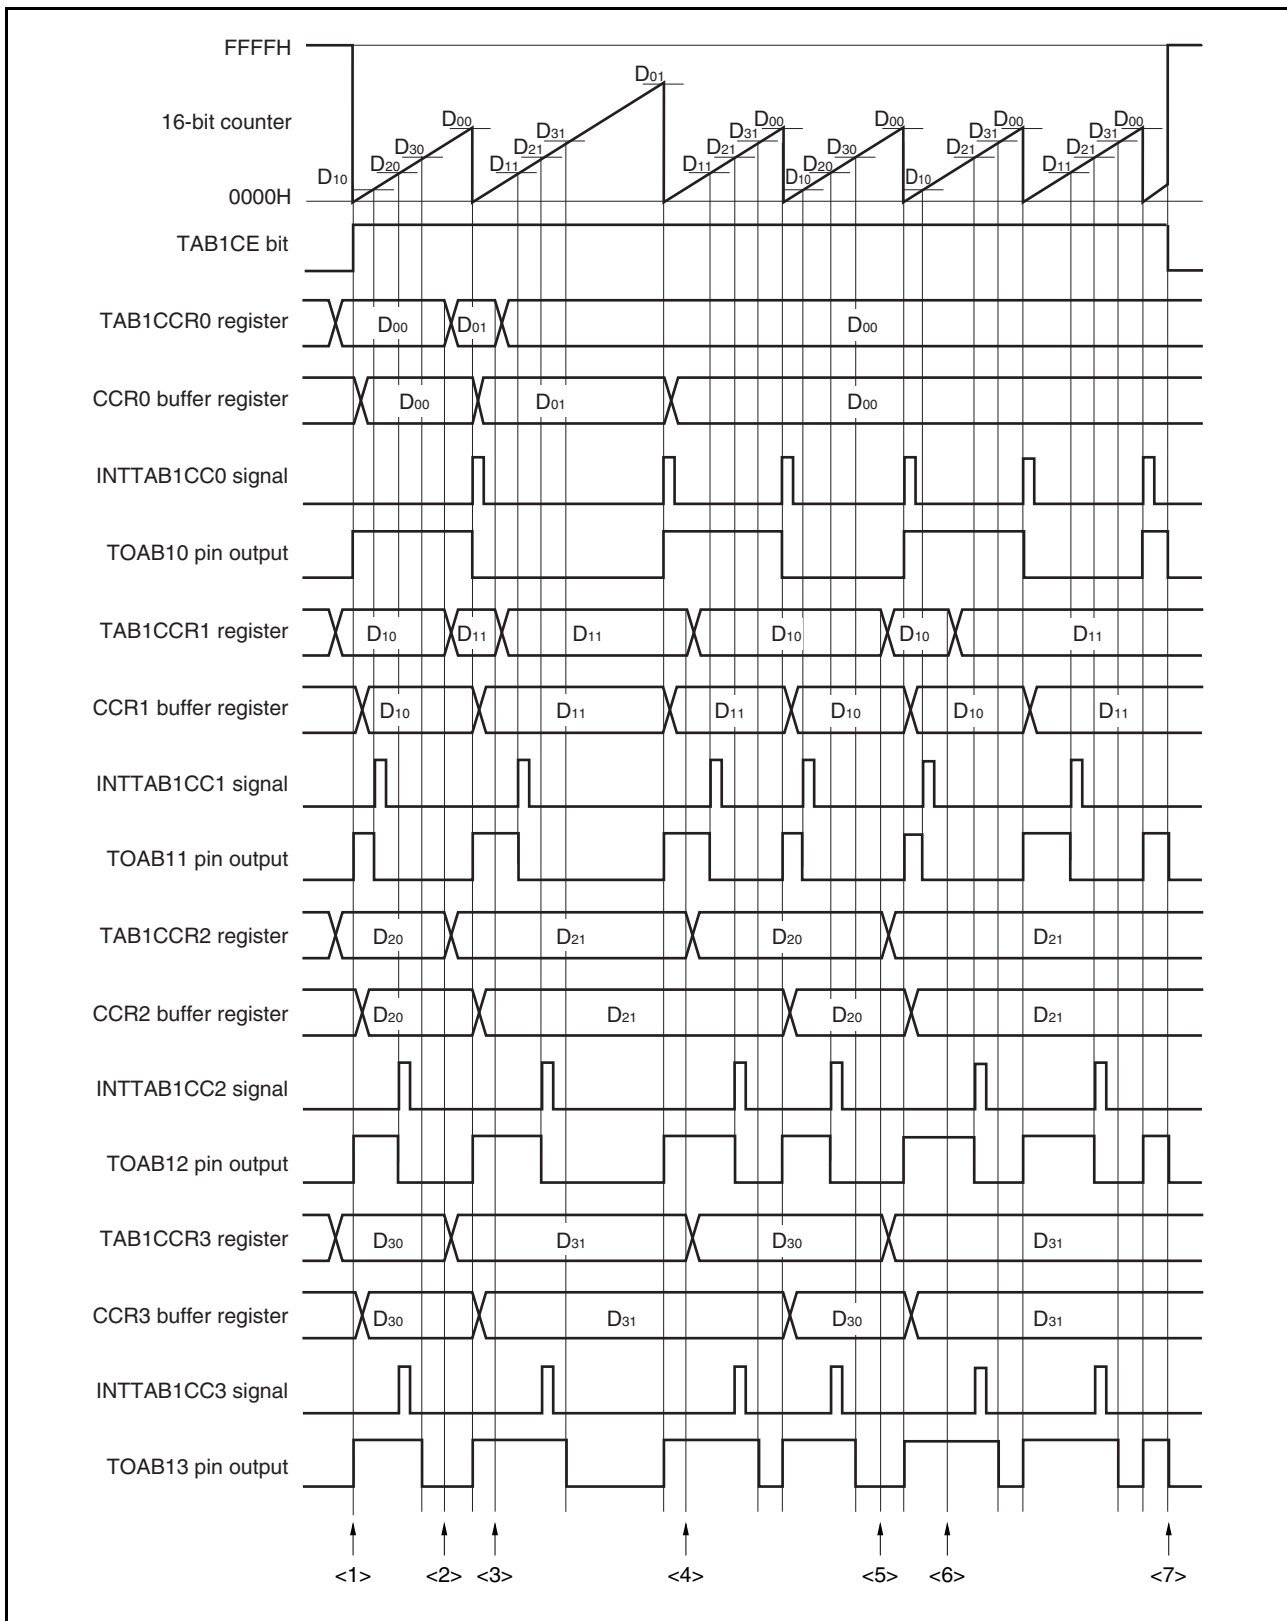 FFFFH
16-bit counter
0000H
D10 D20 D30 D00 D11 D21 D31 D01 D11 D21 D31 D00 D10 D20 D30 D00 D10 D21 D31 D00 D11 D21 D31 D00
TAB1CE bit
TAB1CCR0 register D00 D01 D00
CCR0 buffer register D00 D01 D00
INTTAB1CC0 signal
TOAB10 pin output
TAB1CCR1 register D10 D11 D11 D10 D10 D11
CCR1 buffer register D10 D11 D11 D10 D10 D11
INTTAB1CC1 signal
TOAB11 pin output
TAB1CCR2 register D20 D21 D20 D21
CCR2 buffer register D20 D21 D20 D21
INTTAB1CC2 signal
TOAB12 pin output
TAB1CCR3 register D30 D31 D30 D31
CCR3 buffer register D30 D31 D30 D31
INTTAB1CC3 signal
TOAB13 pin output
<1> <2> <3> <4> <5> <6> <7>